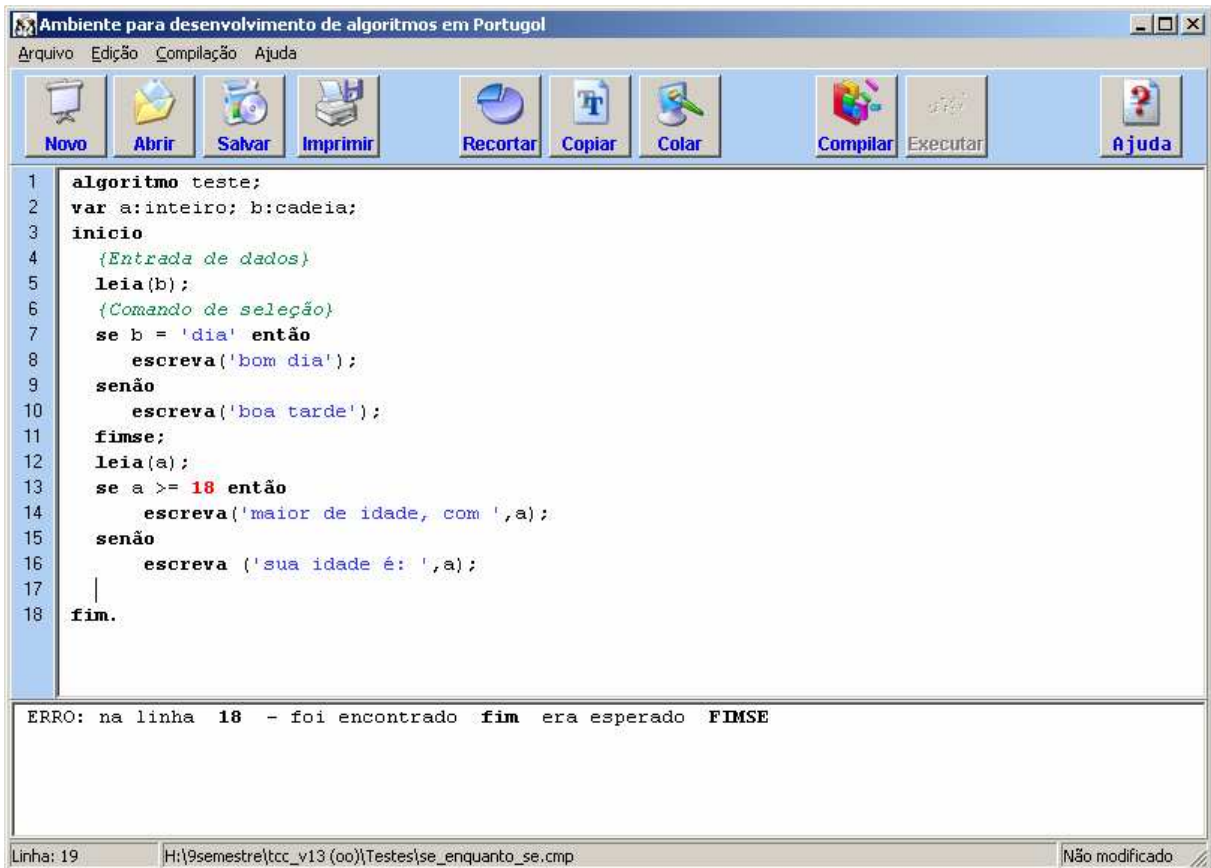 Ambiente para desenvolvimento de algoritmos em Portugol
Arquivo Edição Compilação Ajuda
Novo Abrir Salvar Imprimir Recortar Copiar Colar Compilar Executar Ajuda
1 algoritmo teste;
2 var a:inteiro; b:cadeia;
3 inicio
4 {Entrada de dados}
5 leia(b);
6 {Comando de seleção}
7 se b = 'dia' então
8 escreva('bom dia');
9 senão
10 escreva('boa tarde');
11 fimse;
12 leia(a);
13 se a >= 18 então
14 escreva('maior de idade, com ',a);
15 senão
16 escreva ('sua idade é: ',a);
17
18 fim.
ERRO: na linha 18 - foi encontrado fim era esperado FIMSE
Linha: 19 H:\9semestre\tcc_v13 (oo)\Testes\se_enquanto_se.cmp Não modificado